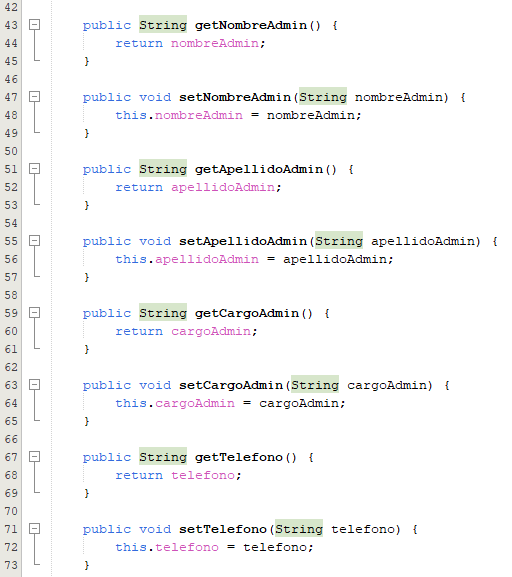 42
43 public String getNombreAdmin() {
44 return nombreAdmin;
45 }
46
47 public void setNombreAdmin(String nombreAdmin) {
48 this.nombreAdmin = nombreAdmin;
49 }
50
51 public String getApellidoAdmin() {
52 return apellidoAdmin;
53 }
54
55 public void setApellidoAdmin(String apellidoAdmin) {
56 this.apellidoAdmin = apellidoAdmin;
57 }
58
59 public String getCargoAdmin() {
60 return cargoAdmin;
61 }
62
63 public void setCargoAdmin(String cargoAdmin) {
64 this.cargoAdmin = cargoAdmin;
65 }
66
67 public String getTelefono() {
68 return telefono;
69 }
70
71 public void setTelefono(String telefono) {
72 this.telefono = telefono;
73 }